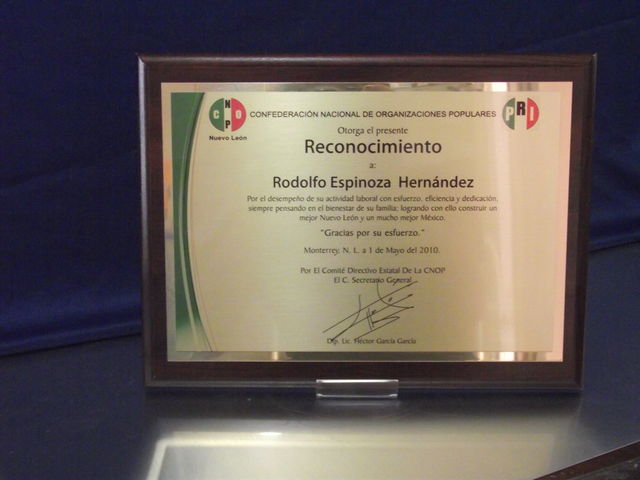 CNOP
Nuevo León
CONFEDERACIÓN NACIONAL DE ORGANIZACIONES POPULARES
PRI
Otorga el presente
Reconocimiento
a:
Rodolfo Espinoza Hernández
Por el desempeño de su actividad laboral con esfuerzo, eficiencia y dedicación,
siempre pensando en el bienestar de su familia; logrando con ello construir un
mejor Nuevo León y un mucho mejor México.
"Gracias por su esfuerzo."
Monterrey, N. L. a 1 de Mayo del 2010.
Por El Comité Directivo Estatal De La CNOP
El C. Secretario General
Dip. Lic. Héctor García García